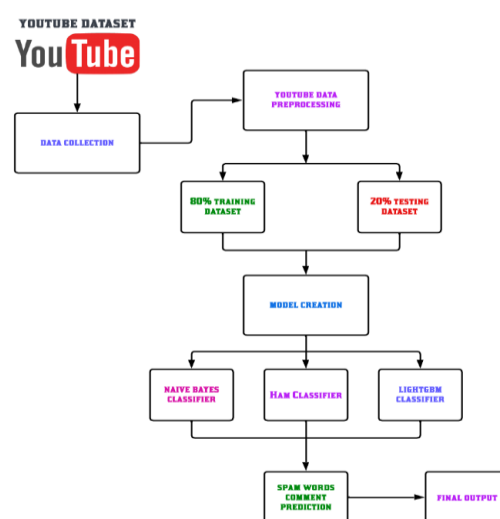 YOUTUBE DATASET
YouTube
YOUTUBE DATA
PREPROCESSING
DATA COLLECTION
80% TRAINING
DATASET
20% TESTING
DATASET
MODEL CREATION
NAIVE BAYES
CLASSIFIER
HAM CLASSIFIER
LIGHTGBM
CLASSIFIER
SPAM WORDS
COMMENT
PREDICTION
FINAL OUTPUT